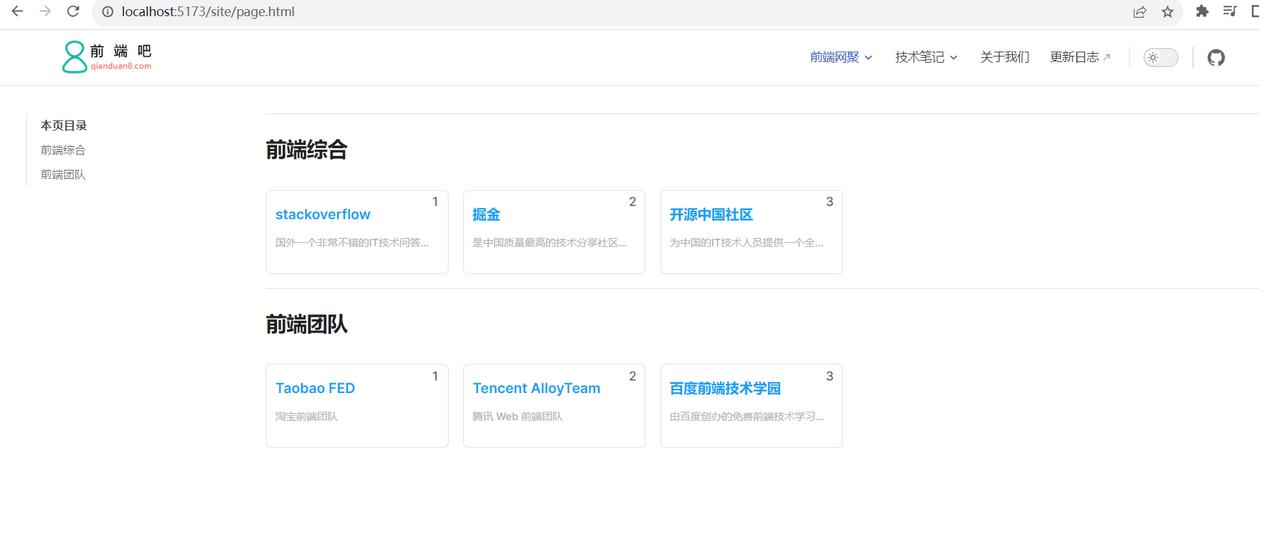 localhost:5173/site/page.html
前端吧
qianduan8.com
前端网聚
技术笔记
关于我们
更新日志
本页目录
前端综合
前端团队
前端综合
1
stackoverflow
国外一个非常不错的IT技术问答...
2
掘金
是中国质量最高的技术分享社区...
3
开源中国社区
为中国的IT技术人员提供一个全...
前端团队
1
Taobao FED
淘宝前端团队
2
Tencent AlloyTeam
腾讯 Web 前端团队
3
百度前端技术学园
由百度创办的免费前端技术学习...